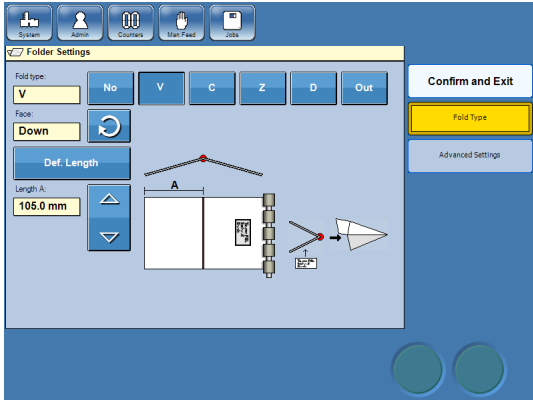 System Admin Counters Man.Feed Jobs
Folder Settings
Fold type:
V
No V C Z D Out
Face:
Down
Def. Length
Length A:
105.0 mm
A
Confirm and Exit
Fold Type
Advanced Settings